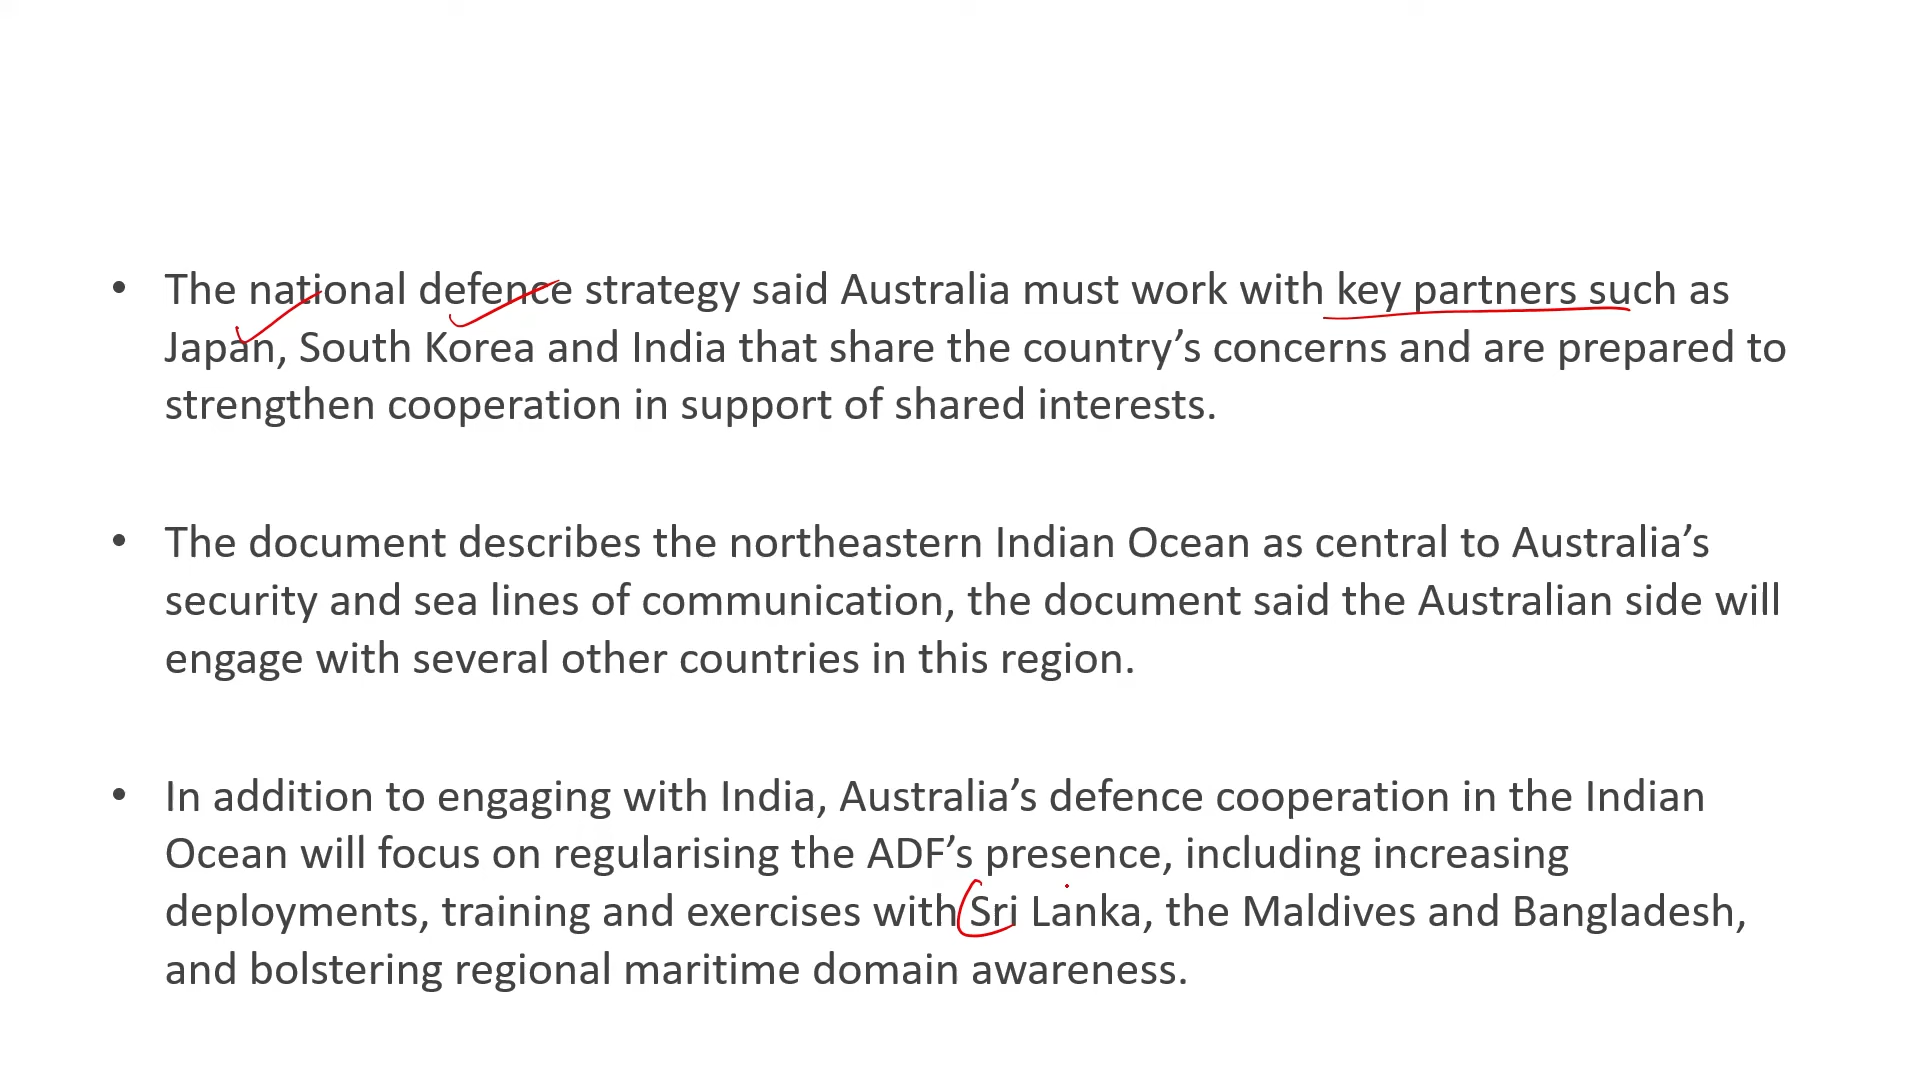 • The national defence strategy said Australia must work with key partners such as
Japan, South Korea and India that share the country’s concerns and are prepared to
strengthen cooperation in support of shared interests.
• The document describes the northeastern Indian Ocean as central to Australia’s
security and sea lines of communication, the document said the Australian side will
engage with several other countries in this region.
• In addition to engaging with India, Australia’s defence cooperation in the Indian
Ocean will focus on regularising the ADF’s presence, including increasing
deployments, training and exercises with Sri Lanka, the Maldives and Bangladesh,
and bolstering regional maritime domain awareness.